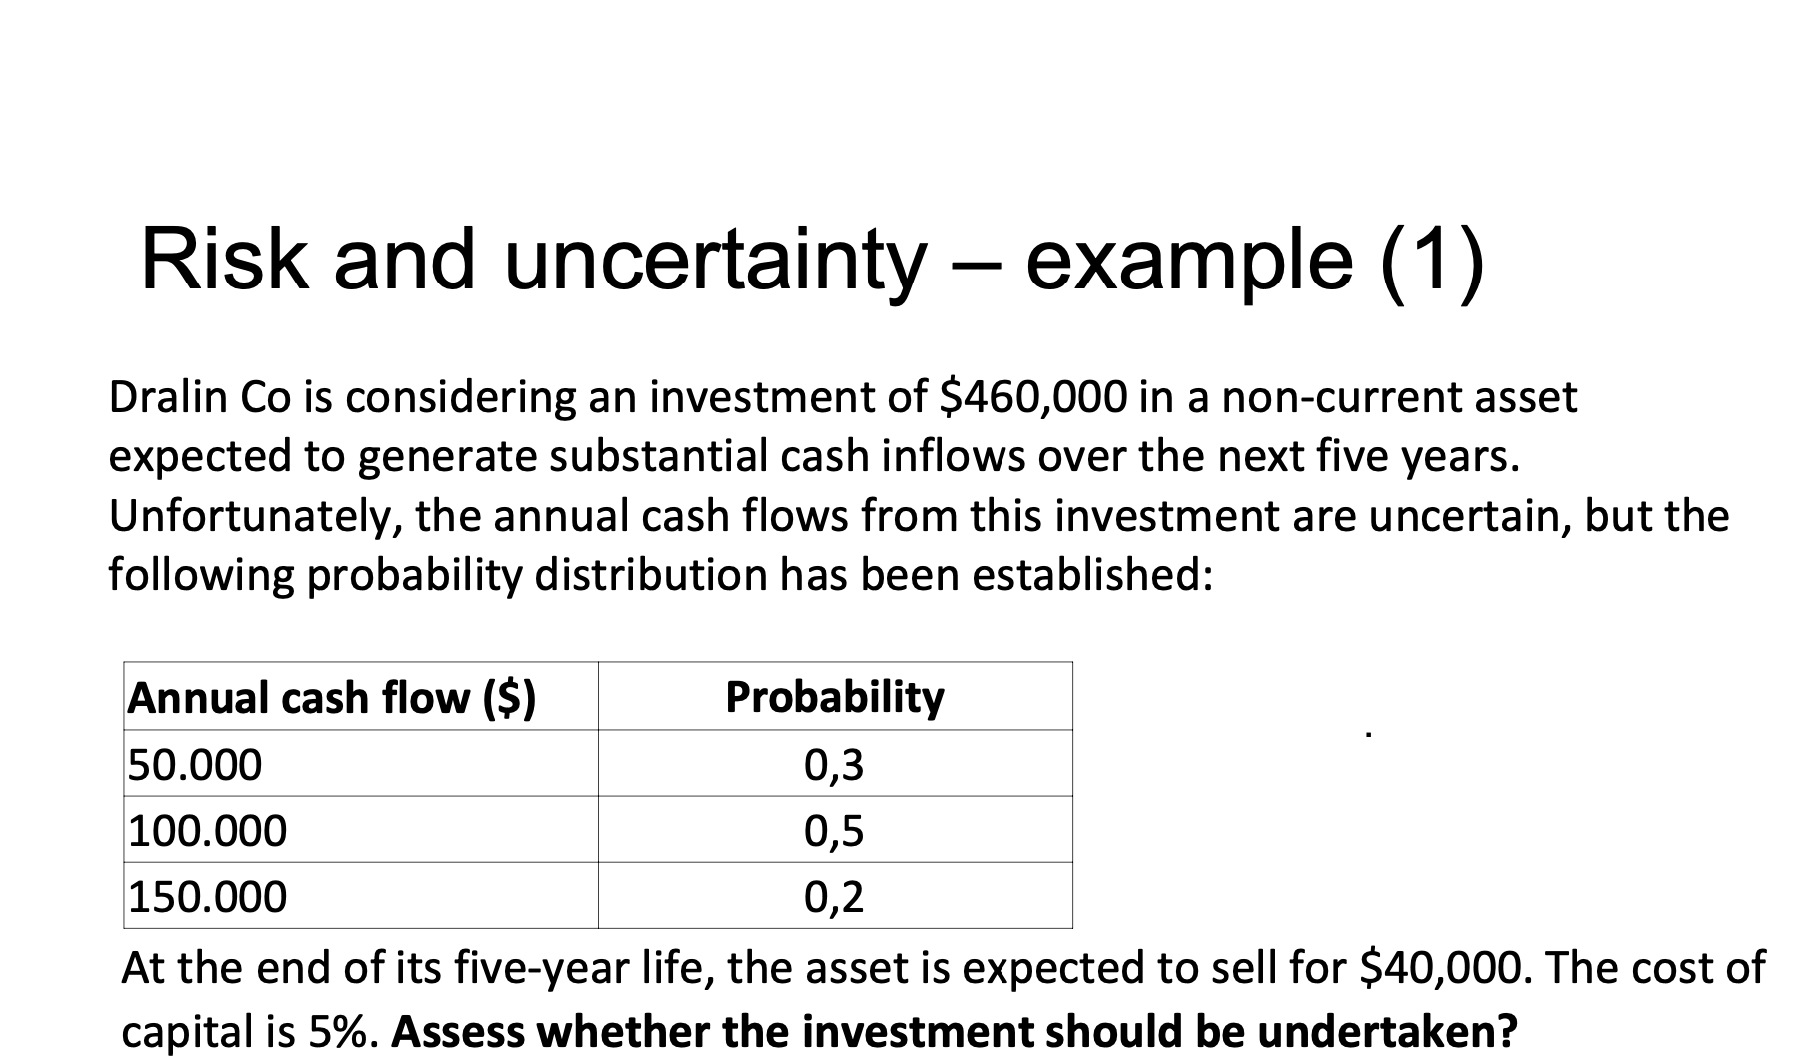 Risk and uncertainty – example (1)
Dralin Co is considering an investment of $460,000 in a non-current asset
expected to generate substantial cash inflows over the next five years.
Unfortunately, the annual cash flows from this investment are uncertain, but the
following probability distribution has been established:
Annual cash flow ($) Probability
50.000 0,3
.
100.000 0,5
150.000 0,2
At the end of its five-year life, the asset is expected to sell for $40,000. The cost of
capital is 5%. Assess whether the investment should be undertaken?